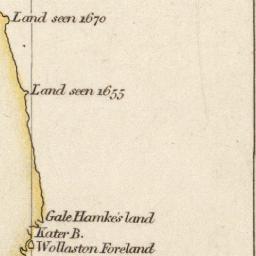 Land seen 1670
Land seen 1655
Gale Hamke's land
Kater B.
Wollaston Foreland